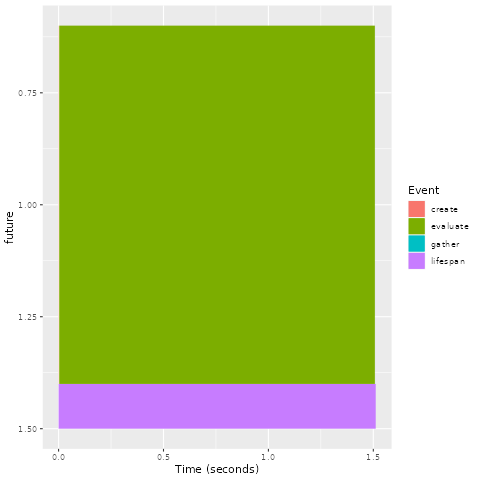 0.75
1.00
1.25
1.50
future
0.0
0.5
1.0
1.5
Time (seconds)
Event
create
evaluate
gather
lifespan